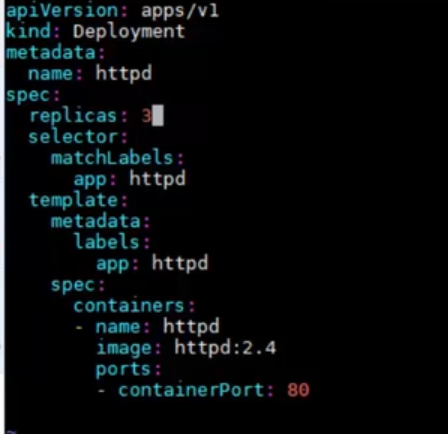 apiVersion: apps/v1
kind: Deployment
metadata:
  name: httpd
spec:
  replicas: 3
  selector:
    matchLabels:
      app: httpd
  template:
    metadata:
      labels:
        app: httpd
    spec:
      containers:
      - name: httpd
        image: httpd:2.4
        ports:
        - containerPort: 80
~